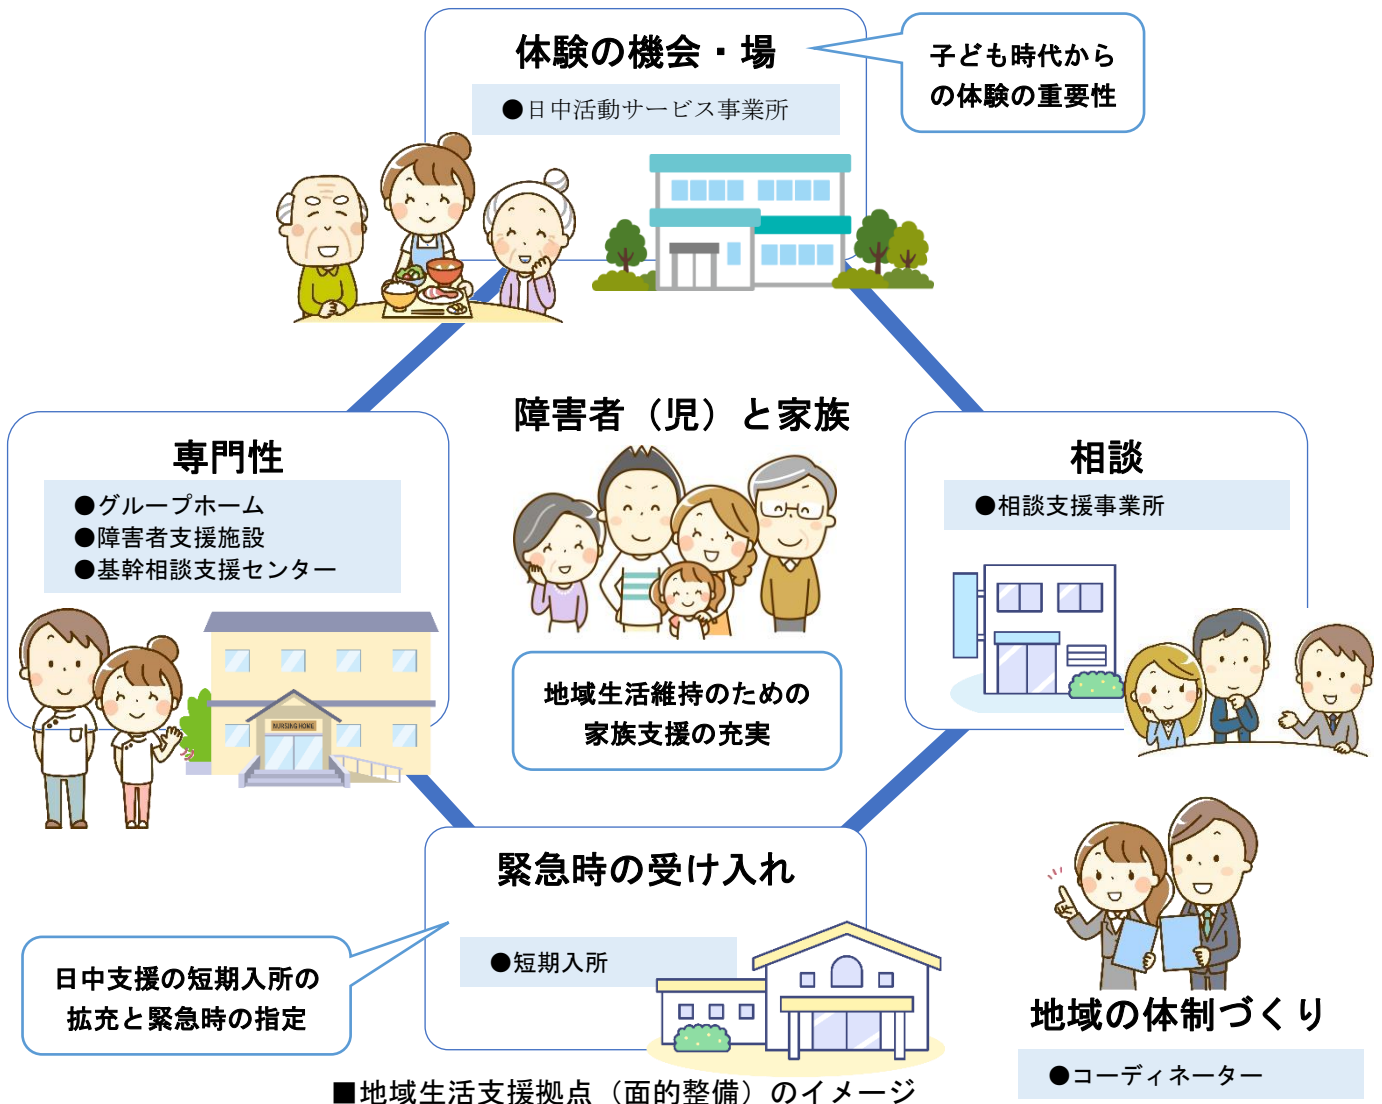 体験の機会・場
●日中活動サービス事業所
子ども時代から
の体験の重要性
障害者（児）と家族
専門性
●グループホーム
●障害者支援施設
●基幹相談支援センター
NURSING HOME
相談
●相談支援事業所
地域生活維持のための
家族支援の充実
緊急時の受け入れ
●短期入所
日中支援の短期入所の
拡充と緊急時の指定
地域の体制づくり
●コーディネーター
■地域生活支援拠点（面的整備）のイメージ